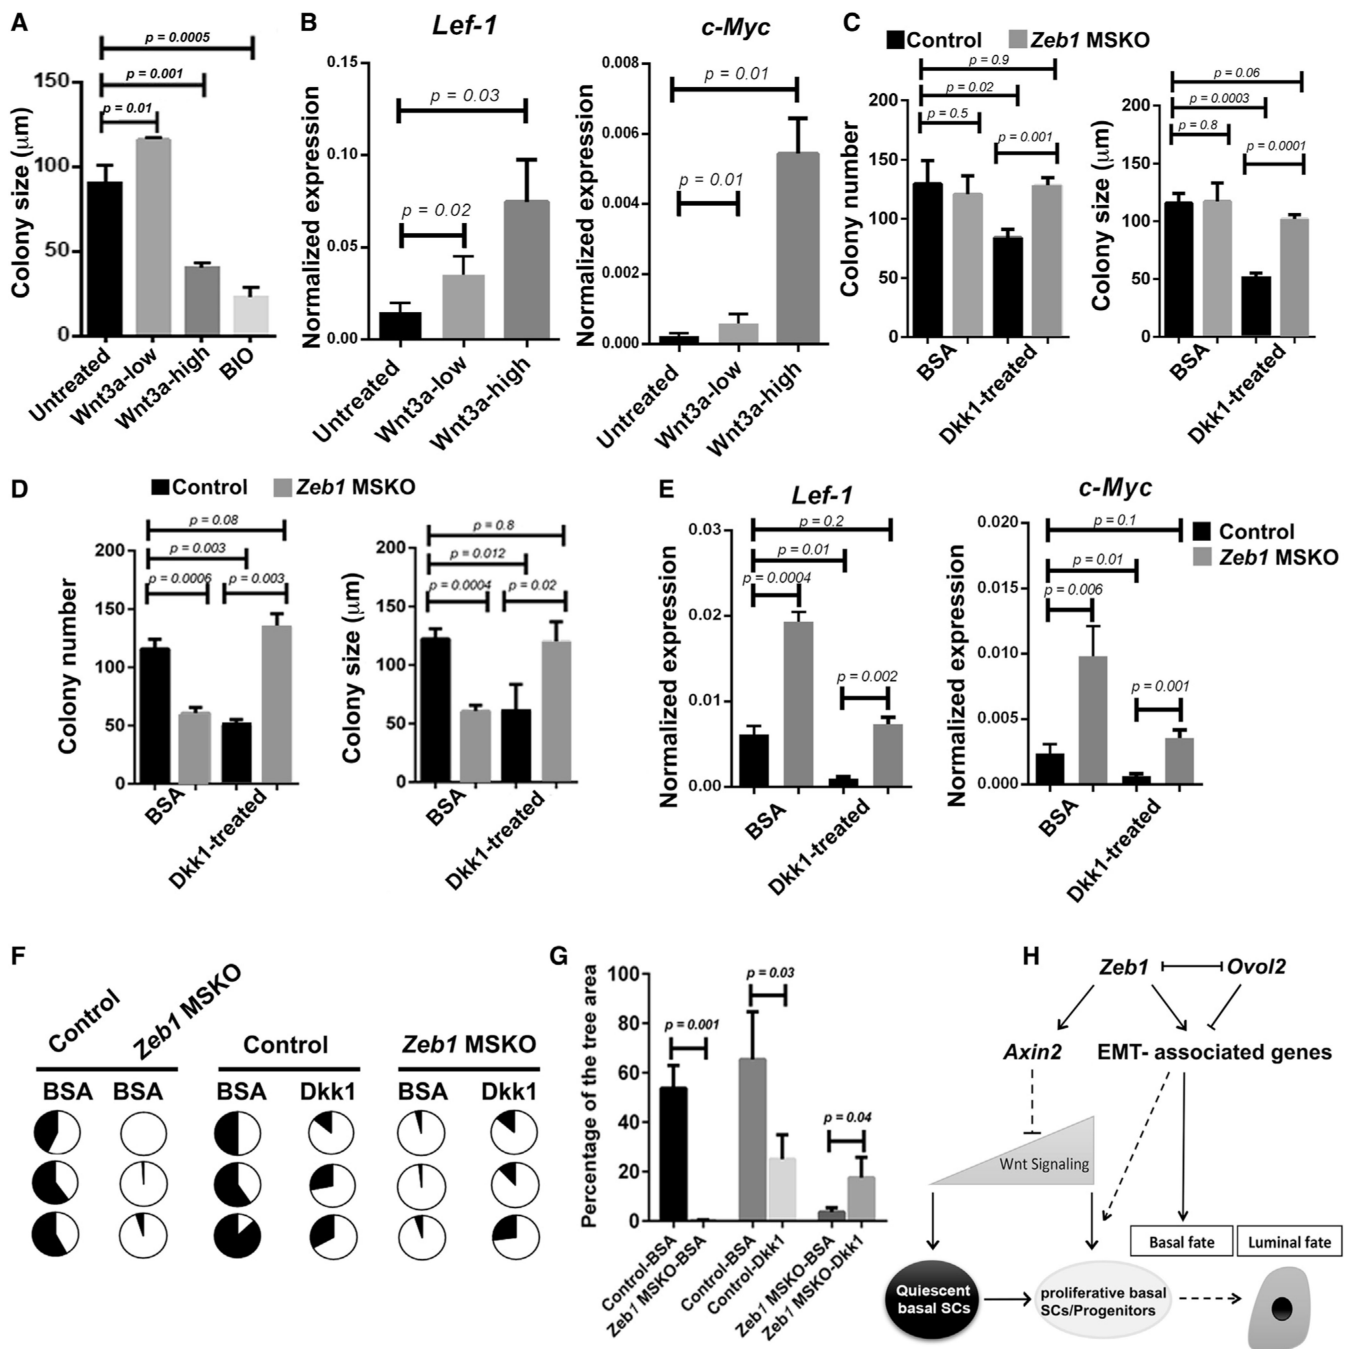 A
p = 0.0005
p = 0.001
p = 0.01
Colony size (µm)
150
100
50
0
Untreated
Wnt3a-low
Wnt3a-high
BIO
B
Lef-1
p = 0.03
p = 0.02
Normalized expression
0.15
0.10
0.05
0.00
Untreated
Wnt3a-low
Wnt3a-high
c-Myc
p = 0.01
p = 0.01
Normalized expression
0.008
0.006
0.004
0.002
0.000
Untreated
Wnt3a-low
Wnt3a-high
C
Control
Zeb1 MSKO
p = 0.9
p = 0.02
p = 0.5
p = 0.001
Colony number
200
150
100
50
0
BSA
Dkk1-treated
p = 0.06
p = 0.0003
p = 0.8
p = 0.0001
Colony size (µm)
200
150
100
50
0
BSA
Dkk1-treated
D
Control
Zeb1 MSKO
p = 0.08
p = 0.003
p = 0.0006
p = 0.003
Colony number
200
150
100
50
0
BSA
Dkk1-treated
p = 0.8
p = 0.012
p = 0.0004
p = 0.02
Colony size (µm)
200
150
100
50
0
BSA
Dkk1-treated
E
Lef-1
p = 0.2
p = 0.01
p = 0.0004
p = 0.002
Normalized expression
0.03
0.02
0.01
0.00
BSA
Dkk1-treated
c-Myc
Control
Zeb1 MSKO
p = 0.1
p = 0.01
p = 0.006
p = 0.001
Normalized expression
0.020
0.015
0.010
0.005
0.000
BSA
Dkk1-treated
F
Control
Zeb1 MSKO
Control
Zeb1 MSKO
BSA
BSA
BSA
Dkk1
BSA
Dkk1
G
p = 0.03
p = 0.001
p = 0.04
Percentage of the tree area
100
80
60
40
20
0
Control-BSA
Zeb1 MSKO-BSA
Control-BSA
Control-Dkk1
Zeb1 MSKO-BSA
Zeb1 MSKO-Dkk1
H
Zeb1
Ovol2
Axin2
EMT- associated genes
Wnt Signaling
Basal fate
Luminal fate
Quiescent
basal SCs
proliferative basal
SCs/Progenitors